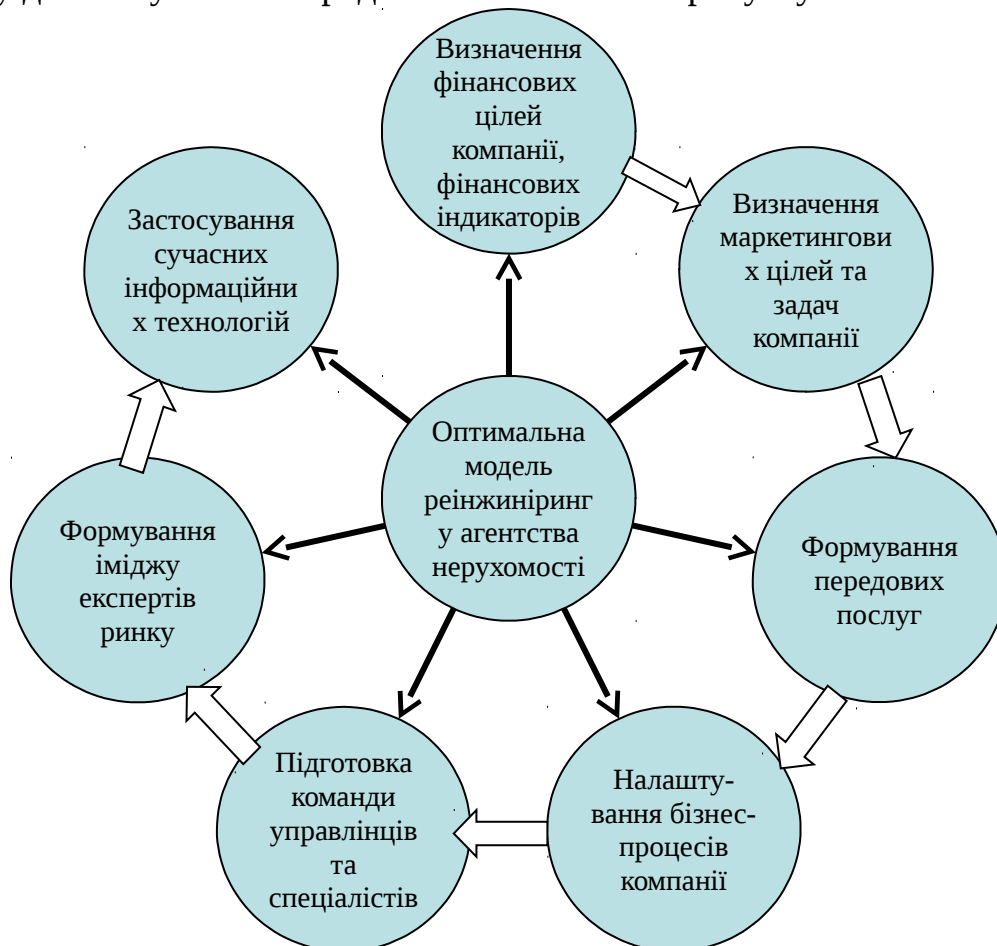 Визначення
фінансових
цілей
компанії,
фінансових
індикаторів
Визначення
маркетингови
х цілей та
задач
компанії
Формування
передових
послуг
Налашту-
вання бізнес-
процесів
компанії
Підготовка
команди
управлінців
та
спеціалістів
Формування
іміджу
експертів
ринку
Застосування
сучасних
інформаційни
х технологій
Оптимальна
модель
реінжиніринг
у агентства
нерухомості